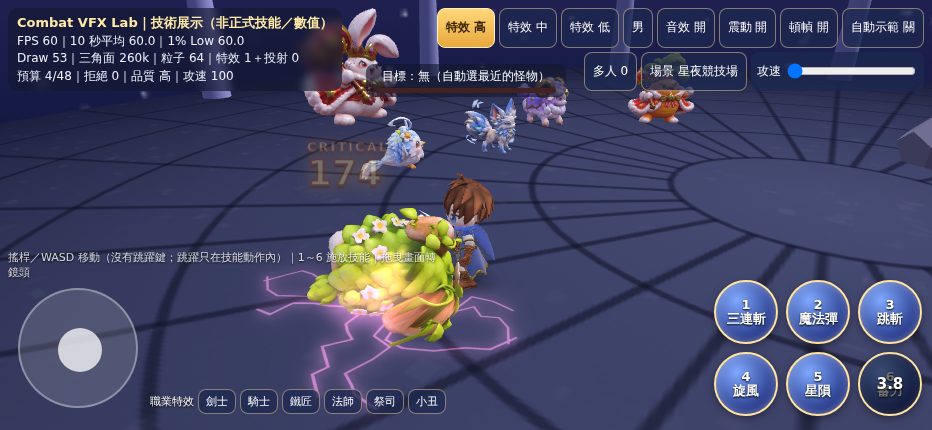 Combat VFX Lab｜技術展示（非正式技能／數值）
FPS 60｜10 秒平均 60.0｜1% Low 60.0
Draw 53｜三角面 260k｜粒子 64｜特效 1＋投射 0
預算 4/48｜拒絕 0｜品質 高｜攻速 100
特效 高
特效 中
特效 低
男
音效 開
震動 開
頓幀 開
自動示範 關
多人 0
場景 星夜競技場
攻速
目標：無（自動選最近的怪物）
CRITICAL
174
搖桿／WASD 移動（沒有跳躍鍵；跳躍只在技能動作內）｜1～6 施放技能｜拖曳畫面轉
鏡頭
1
三連斬
2
魔法彈
3
跳斬
4
旋風
5
星隕
6
蓄力
3.8
職業特效
劍士
騎士
鐵匠
法師
祭司
小丑